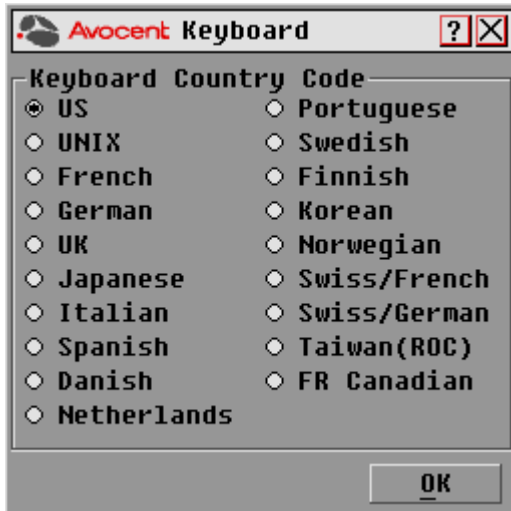 Avocent Keyboard ? X
Keyboard Country Code
US
UNIX
French
German
UK
Japanese
Italian
Spanish
Danish
Netherlands
Portuguese
Swedish
Finnish
Korean
Norwegian
Swiss/French
Swiss/German
Taiwan(ROC)
FR Canadian
OK